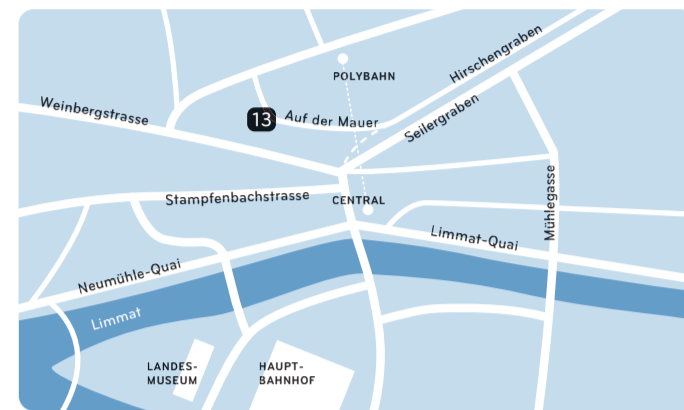 Hirschengraben
POLYBAHN
Weinbergstrasse
13
Auf der Mauer
Seilergraben
Stampfenbachstrasse
CENTRAL
Mühlegasse
Limmat-Quai
Neumühle-Quai
Limmat
LANDES-
MUSEUM
HAUPT-
BAHNHOF